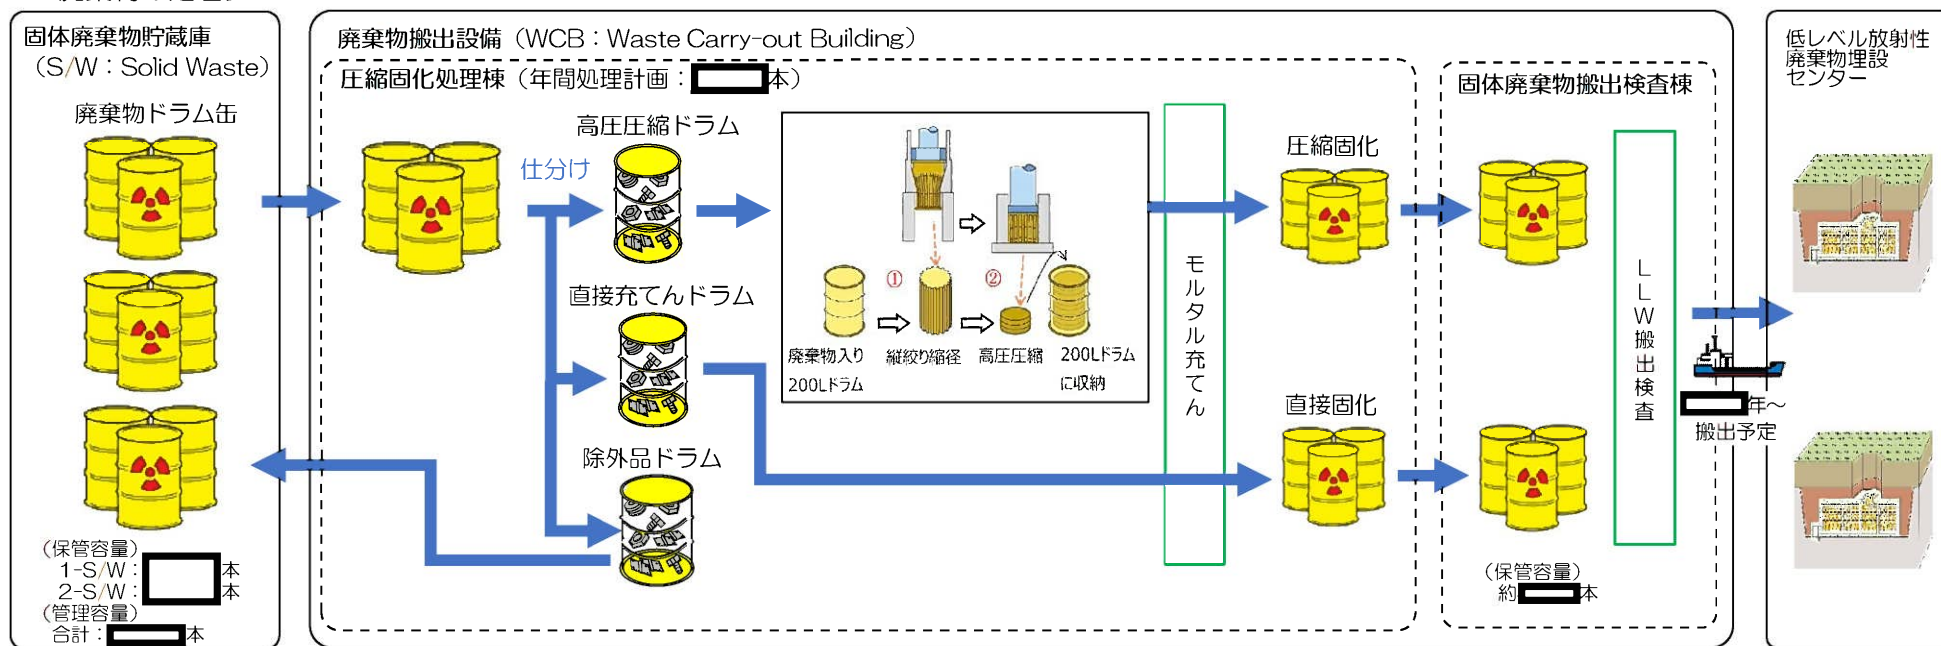 固体廃棄物貯蔵庫
（S/W：Solid Waste）
廃棄物ドラム缶
（保管容量）
1-S/W： 本
2-S/W： 本
（管理容量）
合計： 本
廃棄物搬出設備（WCB：Waste Carry-out Building）
圧縮固化処理棟（年間処理計画： 本）
仕分け
高圧圧縮ドラム
直接充てんドラム
除外品ドラム
①
②
廃棄物入り
200Lドラム
縦絞り縮径
高圧圧縮
200Lドラム
に収納
モルタル充てん
圧縮固化
直接固化
固体廃棄物搬出検査棟
LLW搬出検査
（保管容量）
約 本
年～
搬出予定
低レベル放射性
廃棄物埋設
センター